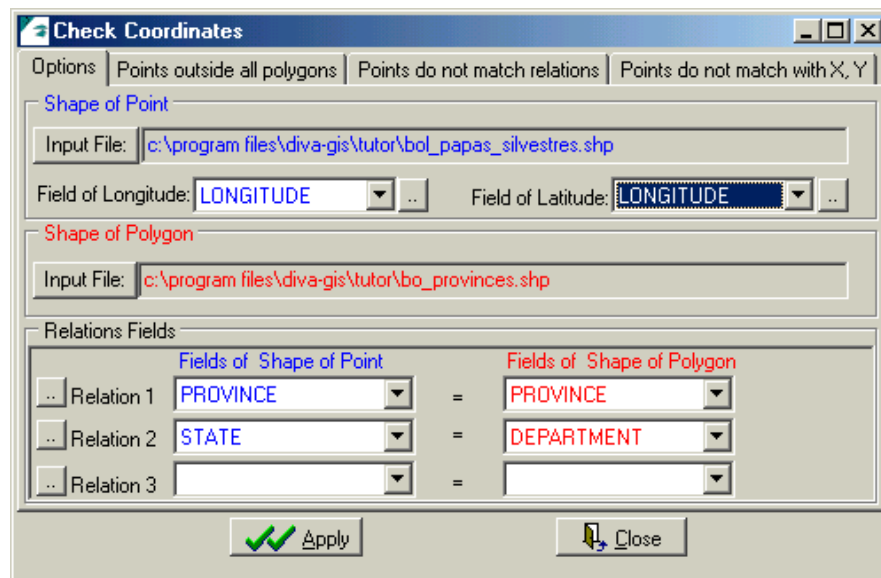 Check Coordinates
Options Points outside all polygons Points do not match relations Points do not match with X, Y
Shape of Point
Input File: c:\program files\diva-gis\tutor\bol_papas_silvestres.shp
Field of Longitude: LONGITUDE .. Field of Latitude: LONGITUDE ..
Shape of Polygon
Input File: c:\program files\diva-gis\tutor\bo_provinces.shp
Relations Fields
Fields of Shape of Point Fields of Shape of Polygon
.. Relation 1 PROVINCE = PROVINCE
.. Relation 2 STATE = DEPARTMENT
.. Relation 3 =
Apply Close